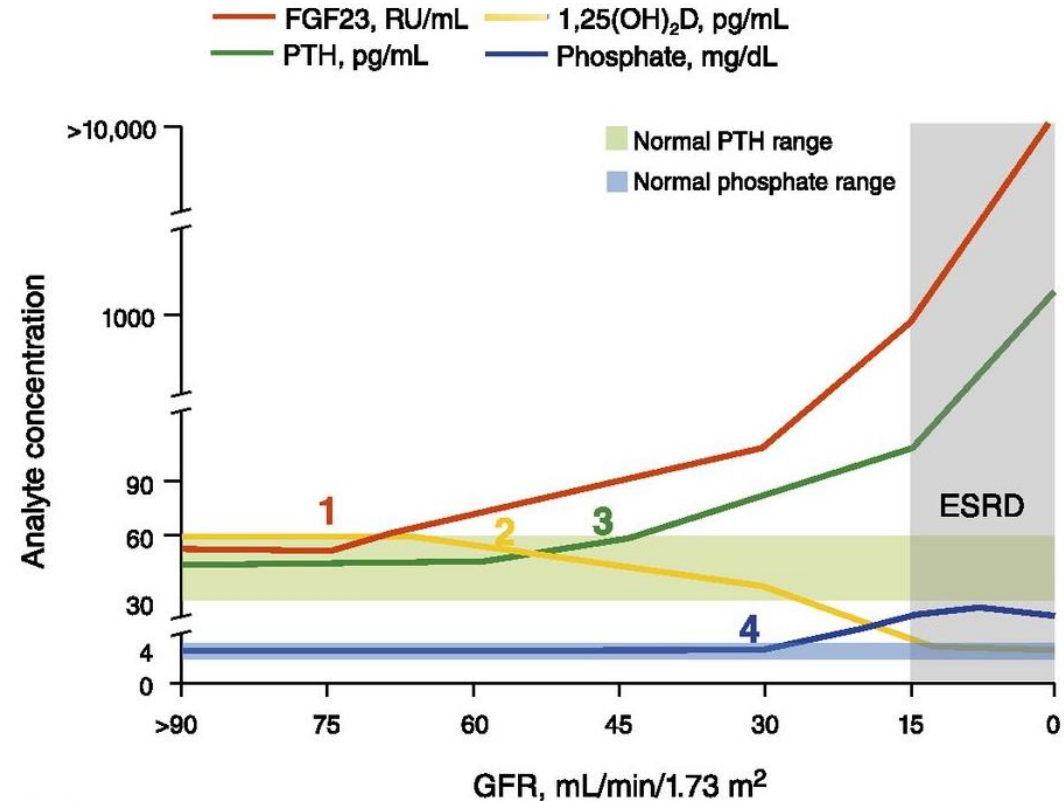 FGF23, RU/mL 1,25(OH)₂D, pg/mL
PTH, pg/mL Phosphate, mg/dL
>10,000
Normal PTH range
Normal phosphate range
1000
Analyte concentration
90
60
30
4
0
1
2
3
4
ESRD
>90 75 60 45 30 15 0
GFR, mL/min/1.73 m²